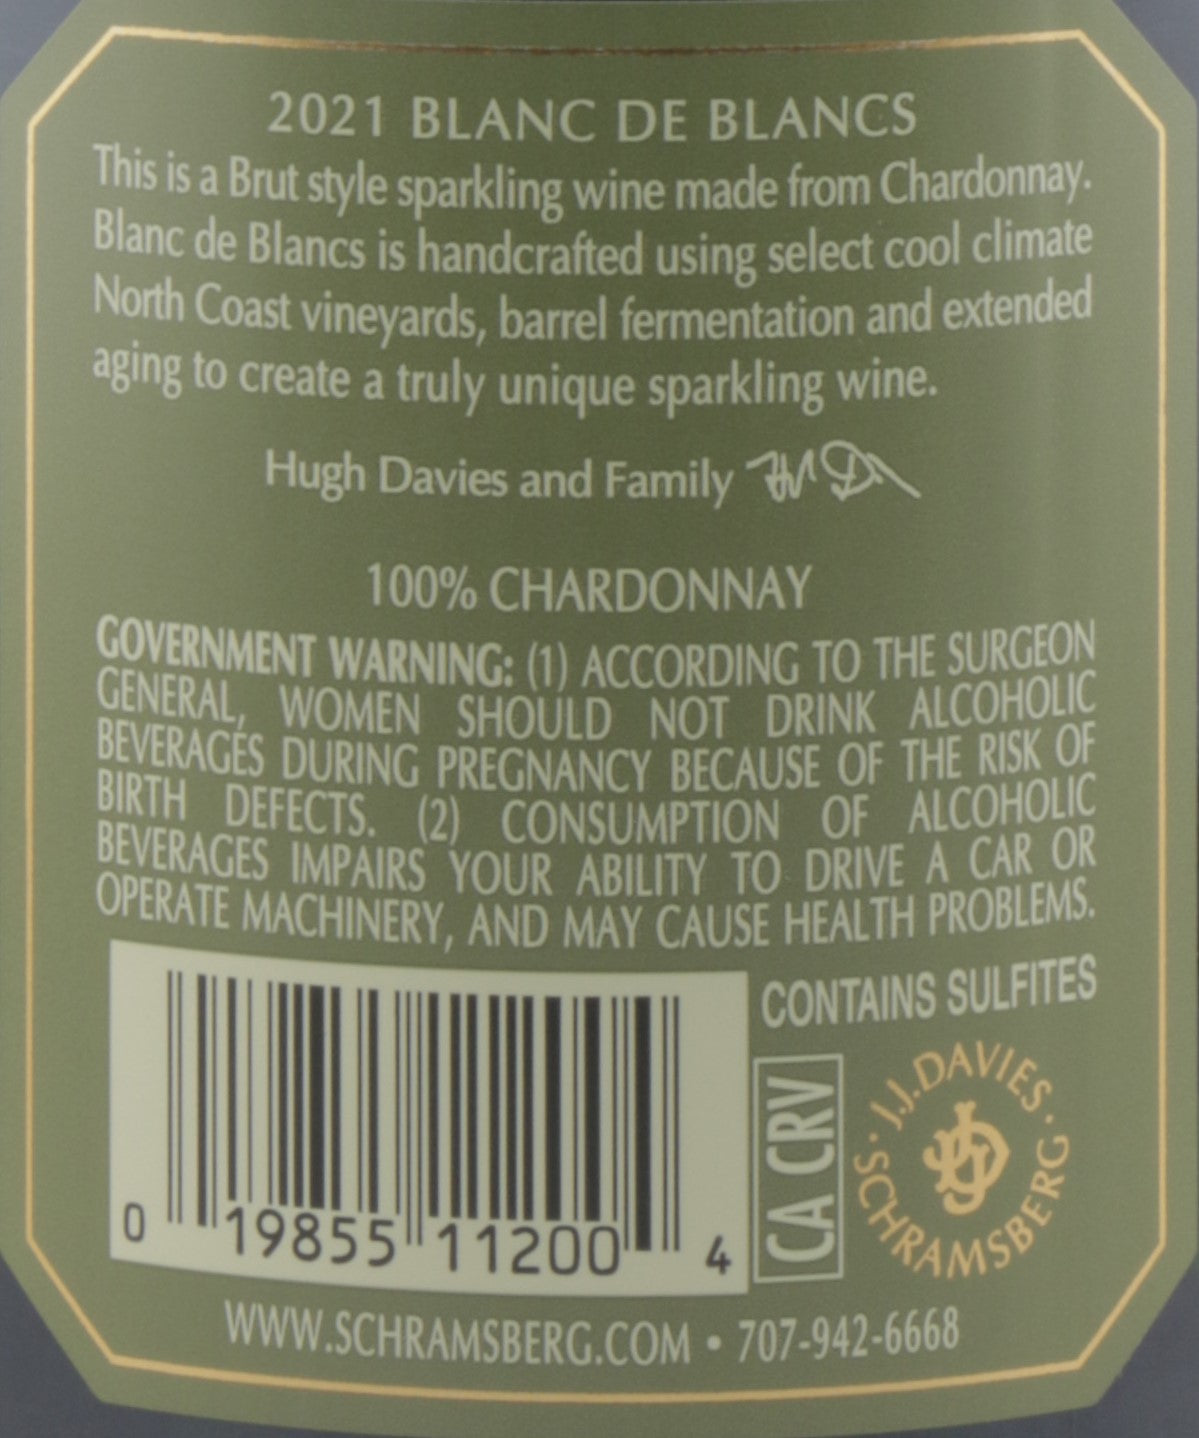 2021 BLANC DE BLANCS
This is a Brut style sparkling wine made from Chardonnay.
Blanc de Blancs is handcrafted using select cool climate
North Coast vineyards, barrel fermentation and extended
aging to create a truly unique sparkling wine.
Hugh Davies and Family
100% CHARDONNAY
GOVERNMENT WARNING: (1) ACCORDING TO THE SURGEON
GENERAL, WOMEN SHOULD NOT DRINK ALCOHOLIC
BEVERAGES DURING PREGNANCY BECAUSE OF THE RISK OF
BIRTH DEFECTS. (2) CONSUMPTION OF ALCOHOLIC
BEVERAGES IMPAIRS YOUR ABILITY TO DRIVE A CAR OR
OPERATE MACHINERY, AND MAY CAUSE HEALTH PROBLEMS.
CONTAINS SULFITES
0 19855 11200 4
CA CRV
· J.J. DAVIES · SCHRAMSBERG
WWW.SCHRAMSBERG.COM • 707-942-6668